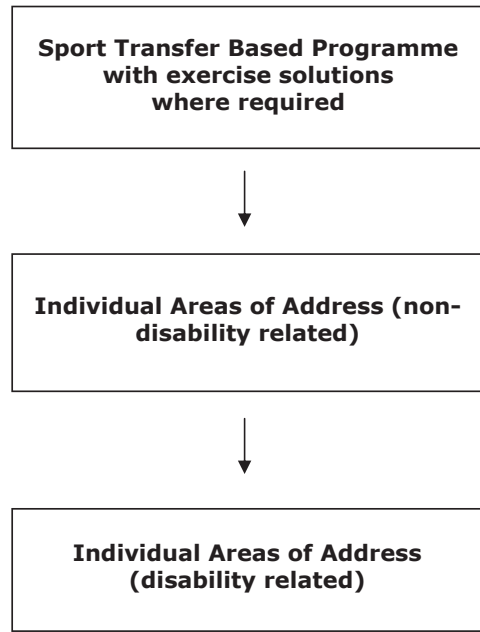 Sport Transfer Based Programme
with exercise solutions
where required
Individual Areas of Address (non-
disability related)
Individual Areas of Address
(disability related)